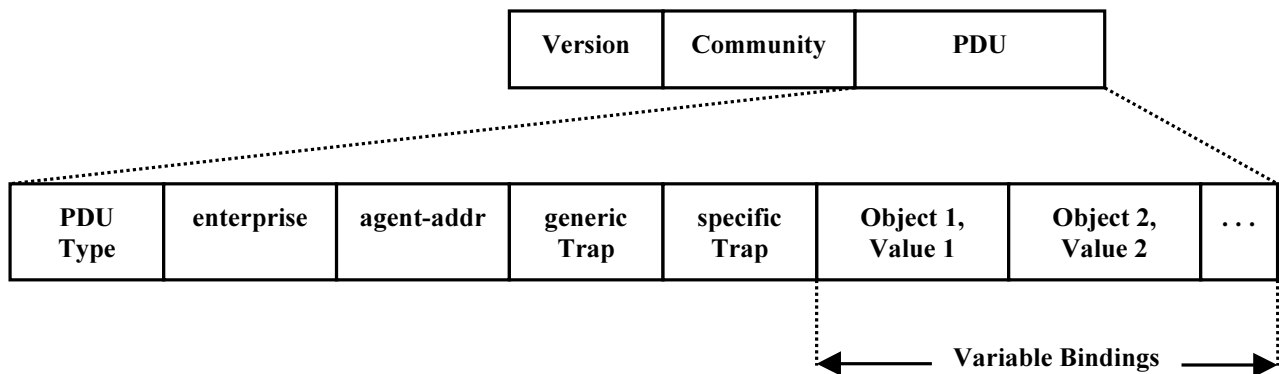 Version Community PDU
PDU Type enterprise agent-addr generic Trap specific Trap Object 1, Value 1 Object 2, Value 2 . . .
Variable Bindings